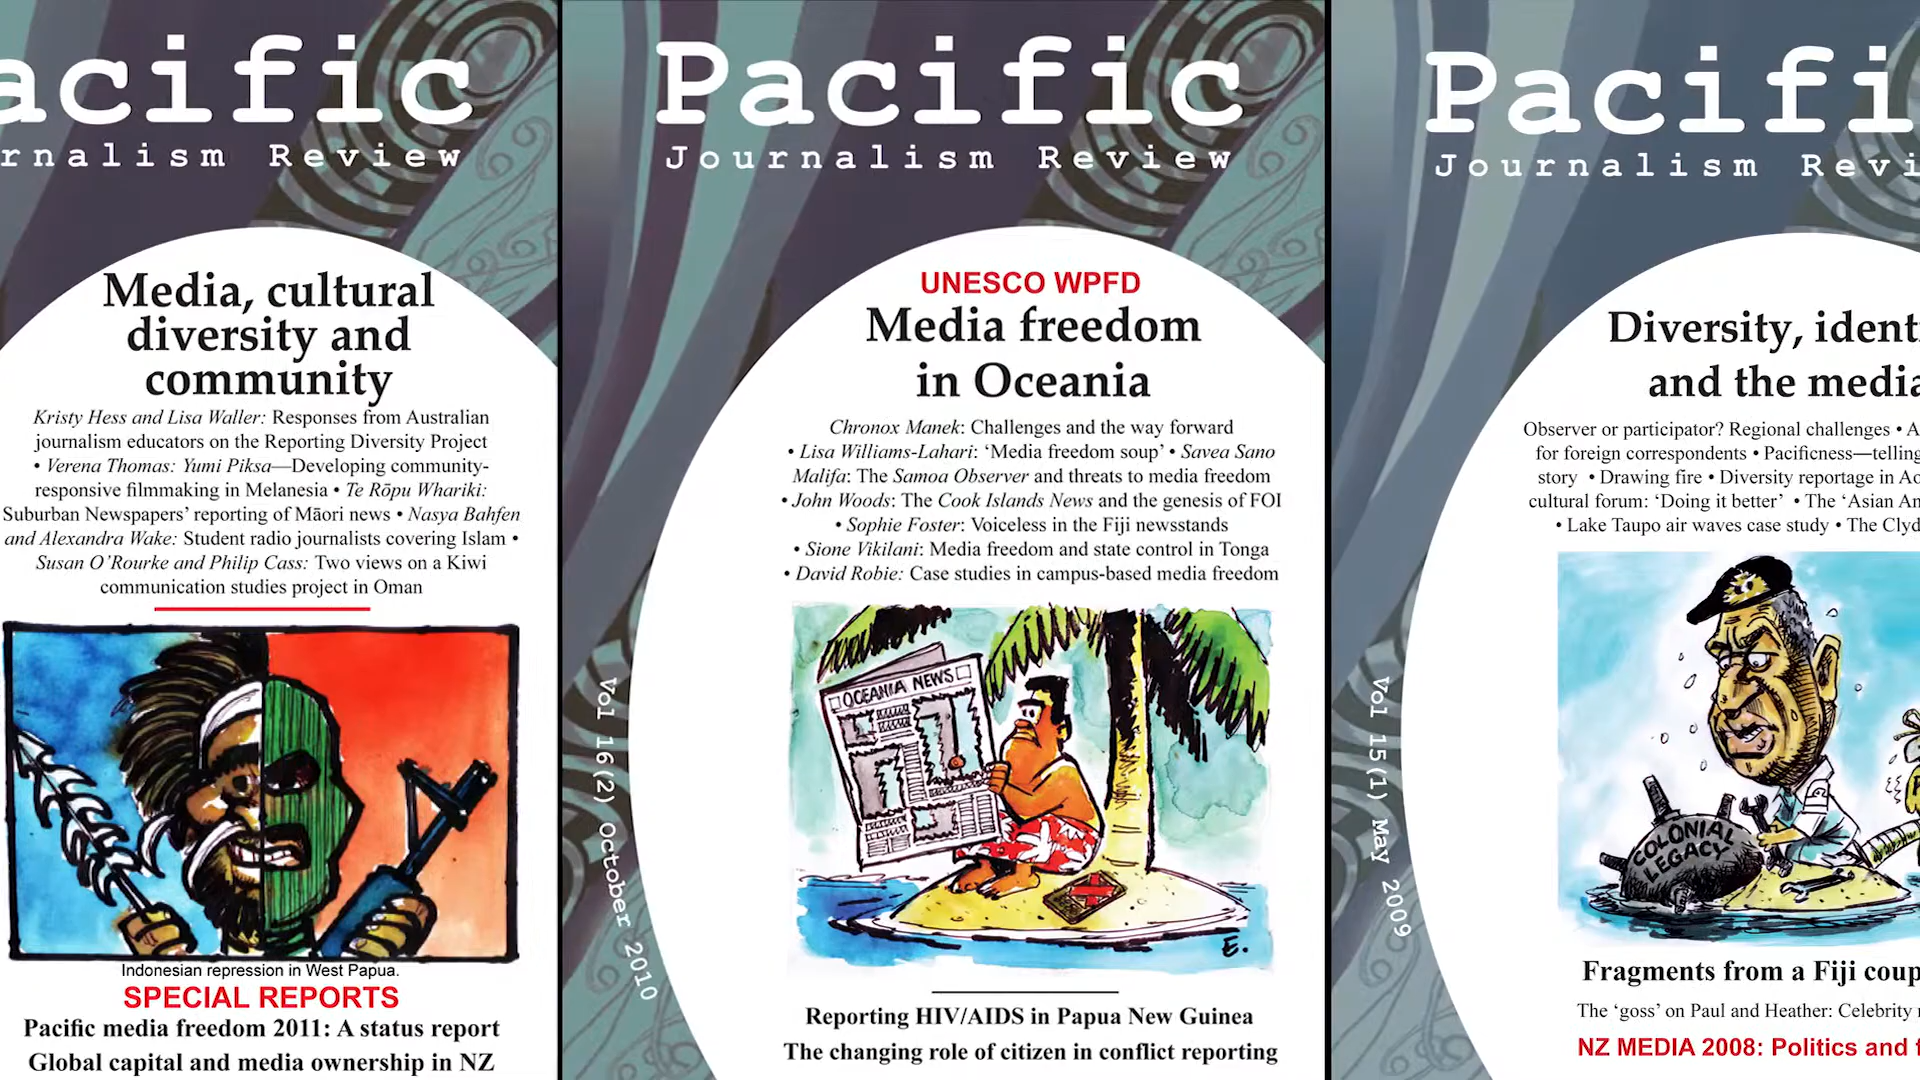 acific
rnalism Review
Media, cultural
diversity and
community
Kristy Hess and Lisa Waller: Responses from Australian
journalism educators on the Reporting Diversity Project
• Verena Thomas: Yumi Piksa—Developing community-
responsive filmmaking in Melanesia • Te Rōpu Whariki:
Suburban Newspapers’ reporting of Māori news • Nasya Bahfen
and Alexandra Wake: Student radio journalists covering Islam •
Susan O’Rourke and Philip Cass: Two views on a Kiwi
communication studies project in Oman
Indonesian repression in West Papua.
SPECIAL REPORTS
Pacific media freedom 2011: A status report
Global capital and media ownership in NZ
Pacific
Journalism Review
UNESCO WPFD
Media freedom
in Oceania
Chronox Manek: Challenges and the way forward
• Lisa Williams-Lahari: ‘Media freedom soup’ • Savea Sano
Malifa: The Samoa Observer and threats to media freedom
• John Woods: The Cook Islands News and the genesis of FOI
• Sophie Foster: Voiceless in the Fiji newsstands
• Sione Vikilani: Media freedom and state control in Tonga
• David Robie: Case studies in campus-based media freedom
OCEANIA NEWS
E.
Vol 16(2) October 2010
Reporting HIV/AIDS in Papua New Guinea
The changing role of citizen in conflict reporting
Pacifi
Journalism Revi
Diversity, ident
and the media
Observer or participator? Regional challenges • A
for foreign correspondents • Pacificness—telling
story • Drawing fire • Diversity reportage in Ao
cultural forum: ‘Doing it better’ • The ‘Asian An
• Lake Taupo air waves case study • The Clyd
COLONIAL
LEGACY
Vol 15(1) May 2009
Fragments from a Fiji coup
The ‘goss’ on Paul and Heather: Celebrity
NZ MEDIA 2008: Politics and f